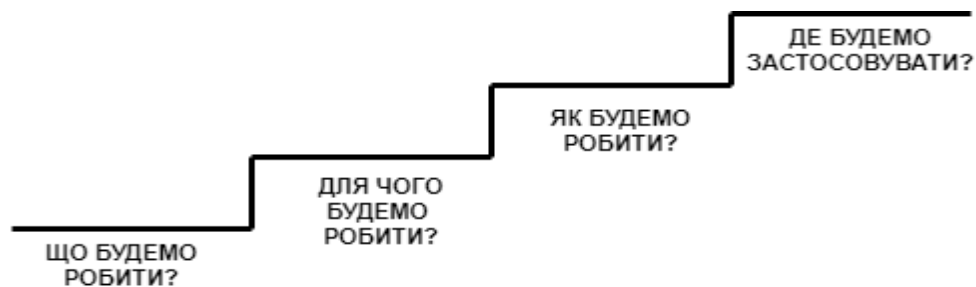 ДЕ БУДЕМО
ЗАСТОСОВУВАТИ?
ЯК БУДЕМО
РОБИТИ?
ДЛЯ ЧОГО
БУДЕМО
РОБИТИ?
ЩО БУДЕМО
РОБИТИ?